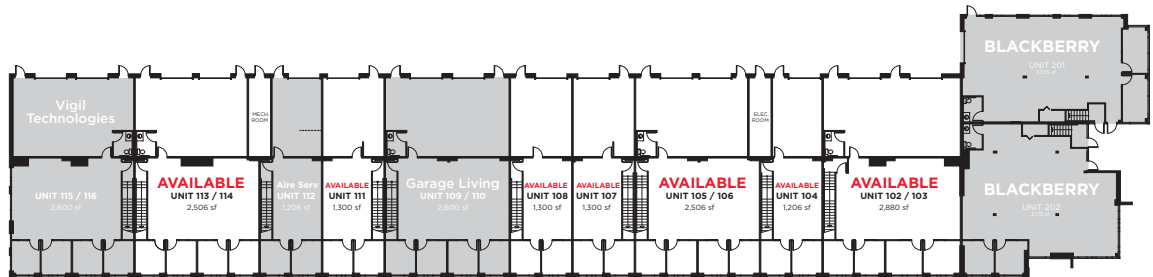 Vigil
Technologies
UNIT 115 / 116
2,600 sf
AVAILABLE
UNIT 113 / 114
2,506 sf
MECH.
ROOM
Aire Serv
UNIT 112
1,206 sf
AVAILABLE
UNIT 111
1,300 sf
Garage Living
UNIT 109 / 110
2,600 sf
AVAILABLE
UNIT 108
1,300 sf
AVAILABLE
UNIT 107
1,300 sf
AVAILABLE
UNIT 105 / 106
2,506 sf
ELEC.
ROOM
AVAILABLE
UNIT 104
1,206 sf
AVAILABLE
UNIT 102 / 103
2,880 sf
BLACKBERRY
UNIT 201
BLACKBERRY
UNIT 202